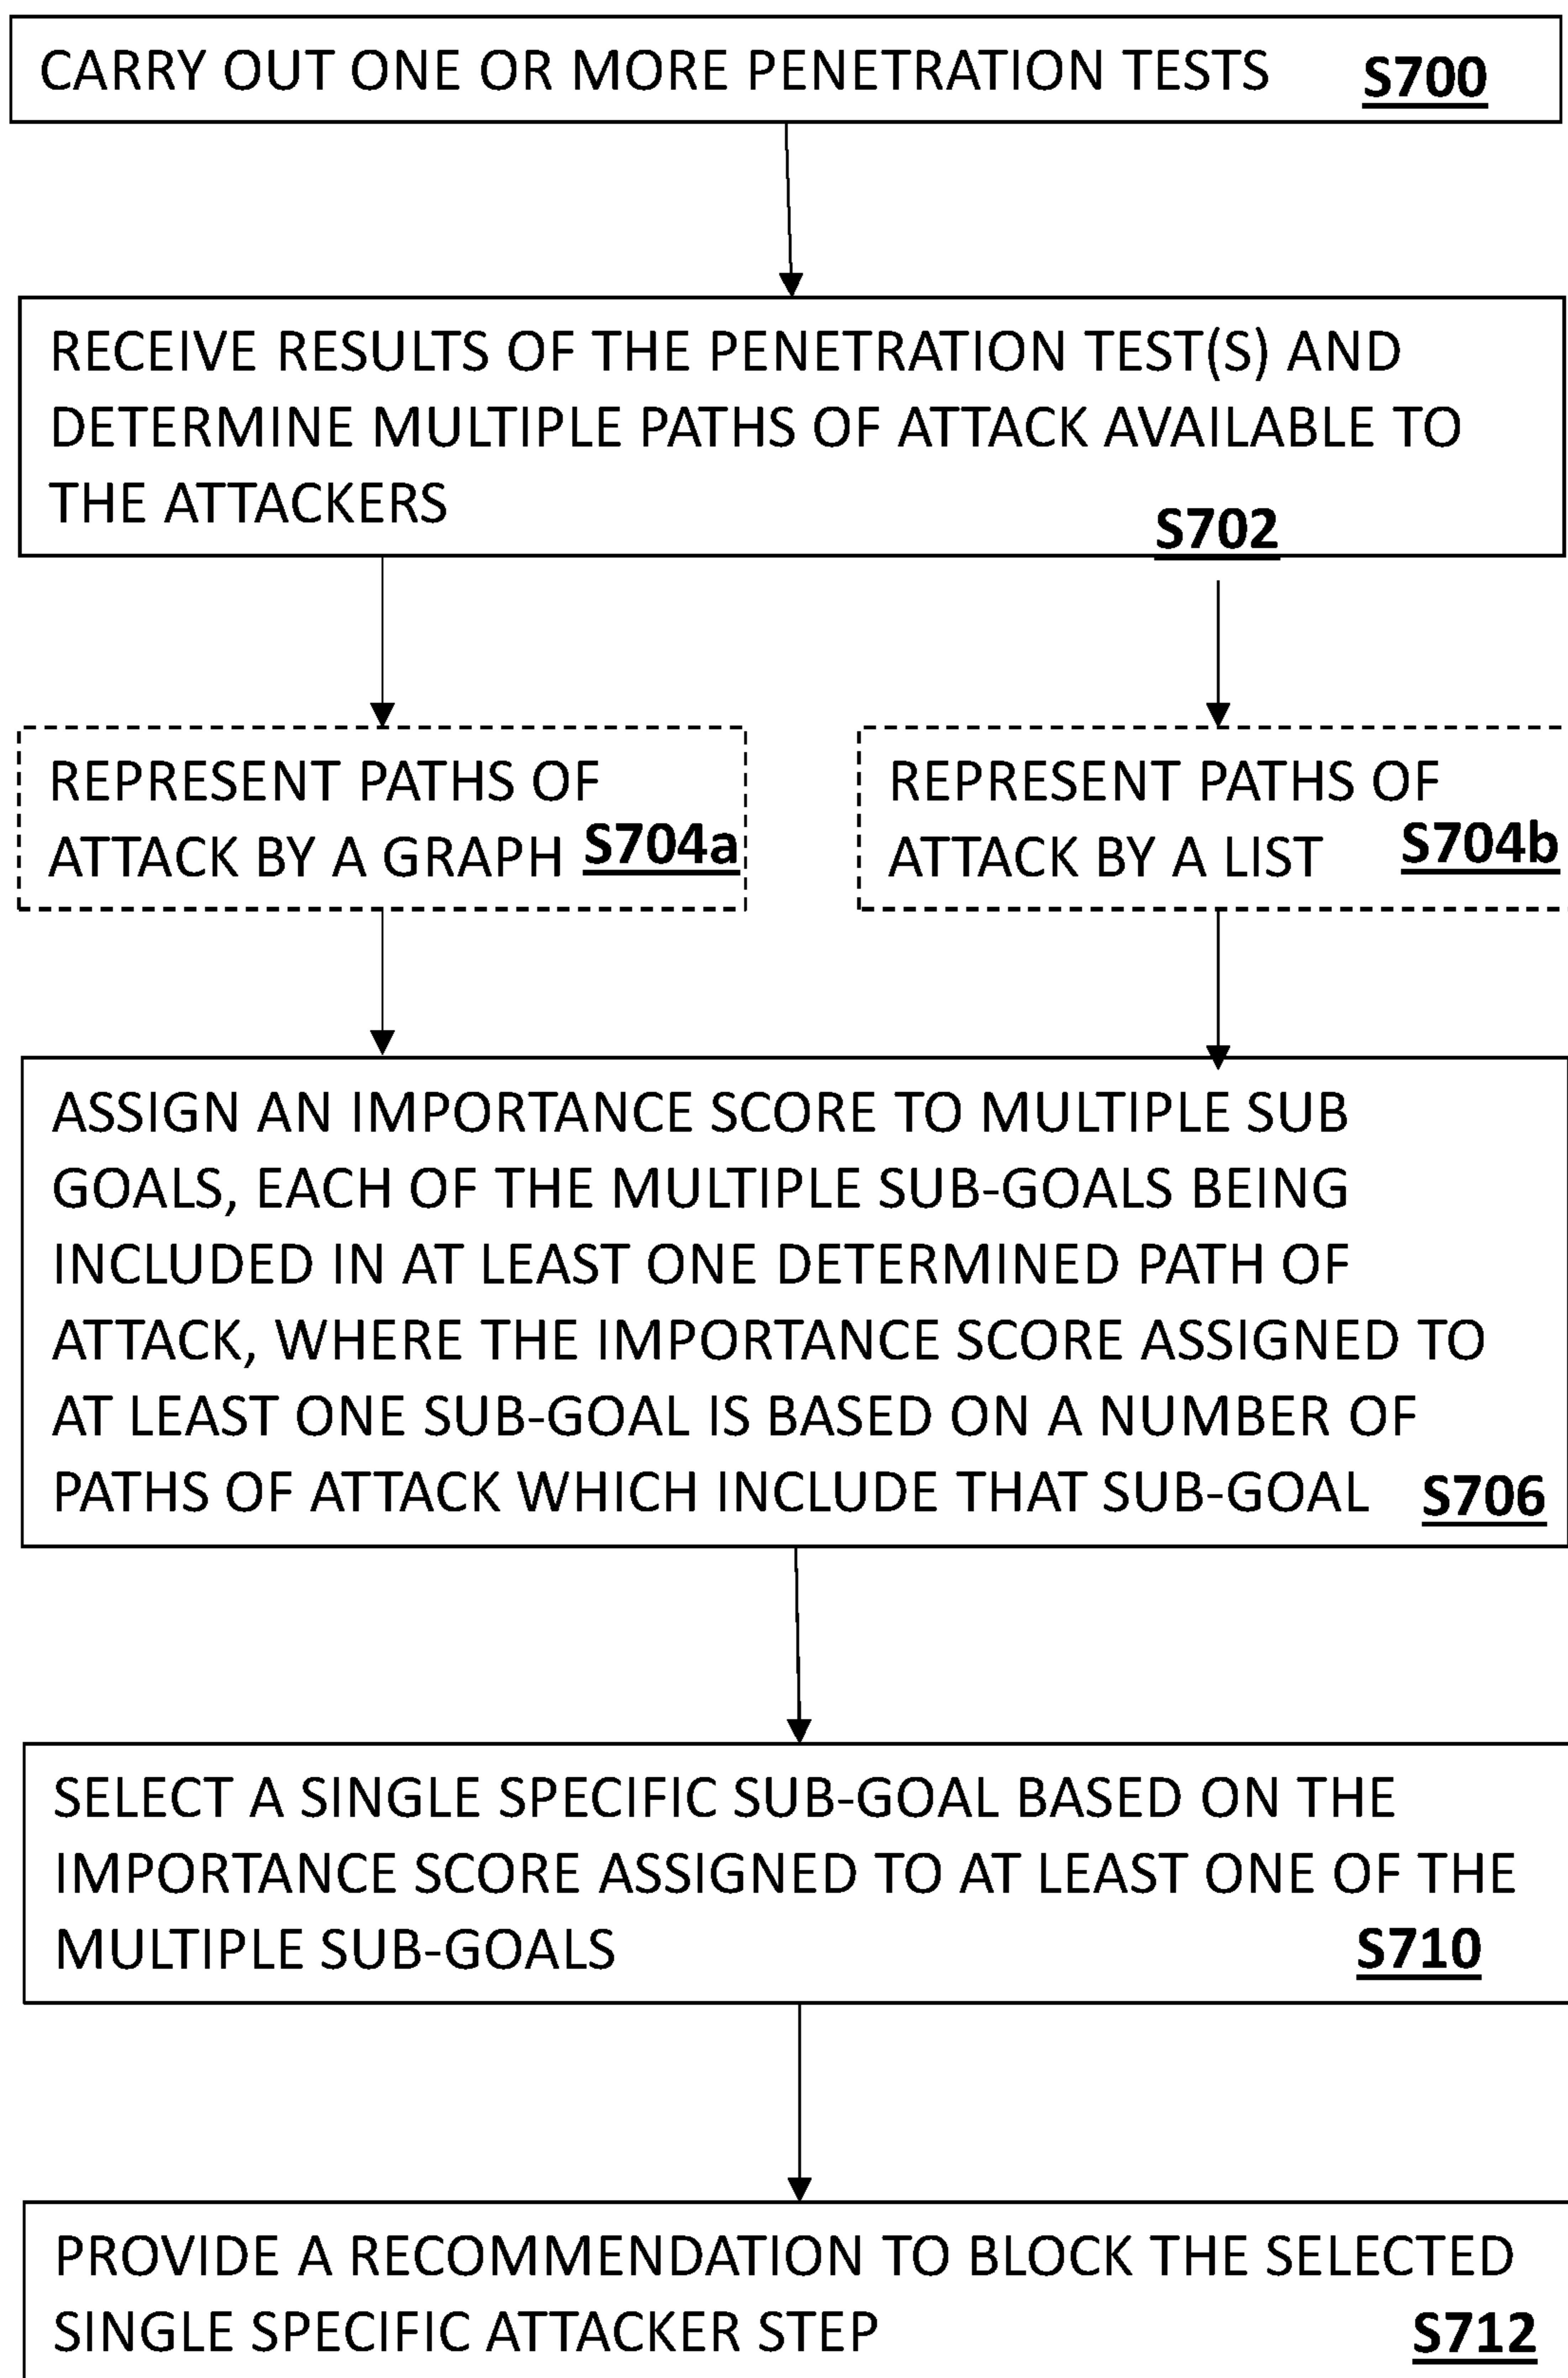 CARRY OUT ONE OR MORE PENETRATION TESTS S700
RECEIVE RESULTS OF THE PENETRATION TEST(S) AND
DETERMINE MULTIPLE PATHS OF ATTACK AVAILABLE TO
THE ATTACKERS
S702
REPRESENT PATHS OF
ATTACK BY A GRAPH S704a
REPRESENT PATHS OF
ATTACK BY A LIST S704b
ASSIGN AN IMPORTANCE SCORE TO MULTIPLE SUB
GOALS, EACH OF THE MULTIPLE SUB-GOALS BEING
INCLUDED IN AT LEAST ONE DETERMINED PATH OF
ATTACK, WHERE THE IMPORTANCE SCORE ASSIGNED TO
AT LEAST ONE SUB-GOAL IS BASED ON A NUMBER OF
PATHS OF ATTACK WHICH INCLUDE THAT SUB-GOAL S706
SELECT A SINGLE SPECIFIC SUB-GOAL BASED ON THE
IMPORTANCE SCORE ASSIGNED TO AT LEAST ONE OF THE
MULTIPLE SUB-GOALS S710
PROVIDE A RECOMMENDATION TO BLOCK THE SELECTED
SINGLE SPECIFIC ATTACKER STEP S712